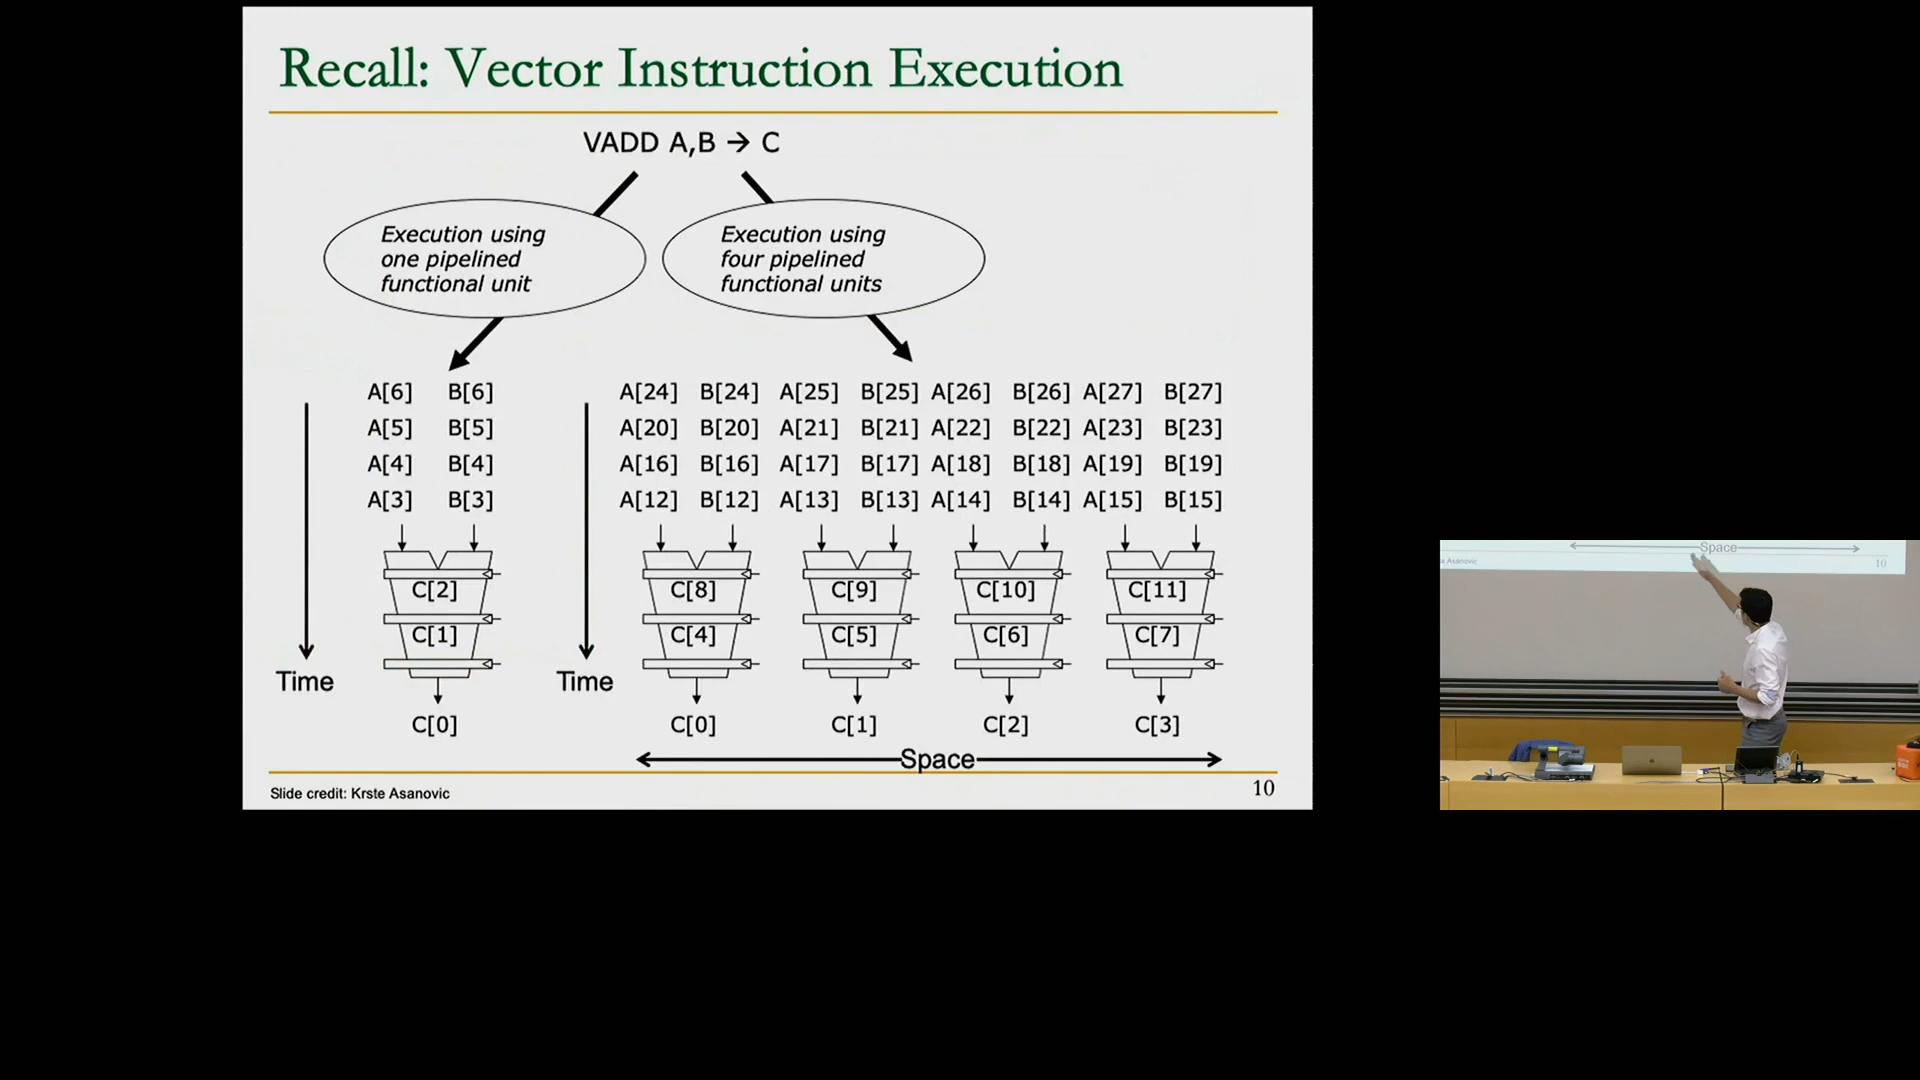 Recall: Vector Instruction Execution
VADD A,B → C
Execution using
one pipelined
functional unit
Execution using
four pipelined
functional units
A[6] B[6]
A[5] B[5]
A[4] B[4]
A[3] B[3]
C[2]
C[1]
C[0]
Time
A[24] B[24] A[25] B[25] A[26] B[26] A[27] B[27]
A[20] B[20] A[21] B[21] A[22] B[22] A[23] B[23]
A[16] B[16] A[17] B[17] A[18] B[18] A[19] B[19]
A[12] B[12] A[13] B[13] A[14] B[14] A[15] B[15]
C[8] C[9] C[10] C[11]
C[4] C[5] C[6] C[7]
Time
C[0] C[1] C[2] C[3]
Space
Slide credit: Krste Asanovic
10
Space
Asanovic
10